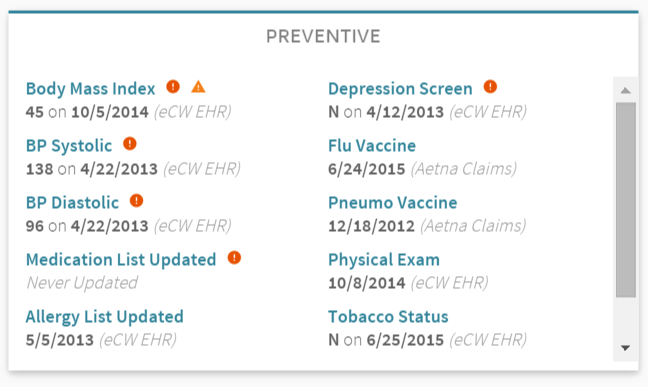 PREVENTIVE
Body Mass Index
45 on 10/5/2014 (eCW EHR)
BP Systolic
138 on 4/22/2013 (eCW EHR)
BP Diastolic
96 on 4/22/2013 (eCW EHR)
Medication List Updated
Never Updated
Allergy List Updated
5/5/2013 (eCW EHR)
Depression Screen
N on 4/12/2013 (eCW EHR)
Flu Vaccine
6/24/2015 (Aetna Claims)
Pneumo Vaccine
12/18/2012 (Aetna Claims)
Physical Exam
10/8/2014 (eCW EHR)
Tobacco Status
N on 6/25/2015 (eCW EHR)